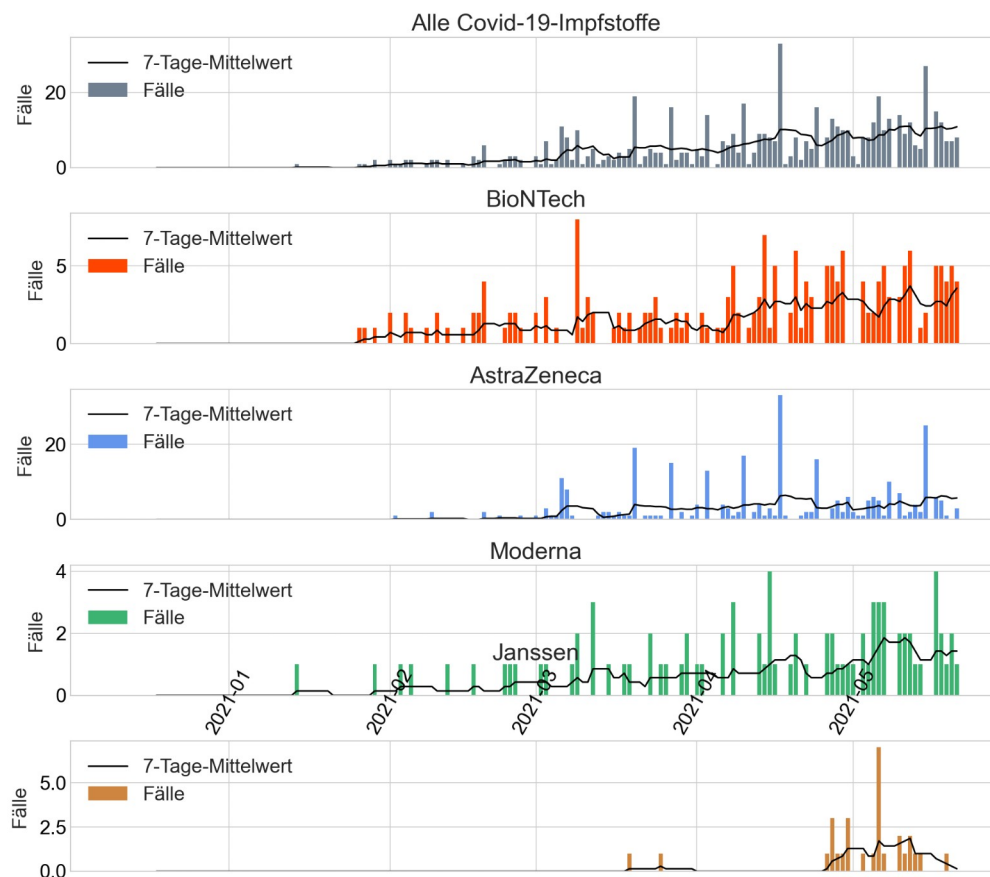 Alle Covid-19-Impfstoffe
7-Tage-Mittelwert
Fälle
Fälle
20
0
BioNTech
7-Tage-Mittelwert
Fälle
Fälle
5
0
AstraZeneca
7-Tage-Mittelwert
Fälle
Fälle
20
0
Moderna
7-Tage-Mittelwert
Fälle
Fälle
4
2
0
Janssen
2021-01
2021-02
2021-03
2021-04
2021-05
7-Tage-Mittelwert
Fälle
Fälle
5.0
2.5
0.0